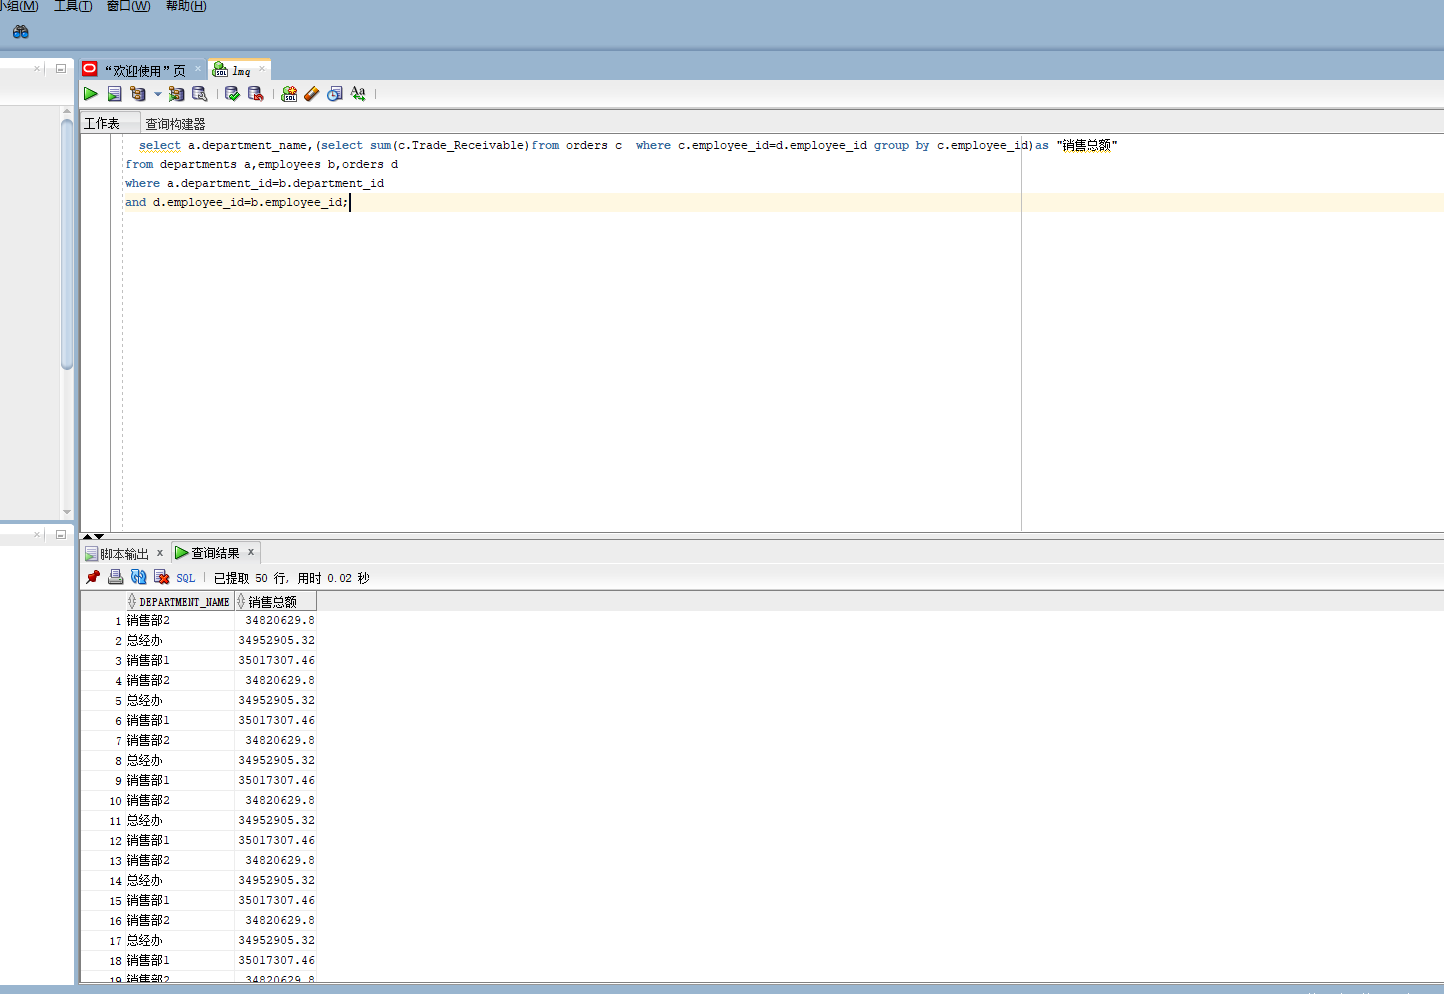 小组(M) 工具(T) 窗口(W) 帮助(H)
“欢迎使用”页 lmq
工作表 查询构建器
select a.department_name,(select sum(c.Trade_Receivable)from orders c  where c.employee_id=d.employee_id group by c.employee_id)as "销售总额"
from departments a,employees b,orders d
where a.department_id=b.department_id
and d.employee_id=b.employee_id;
脚本输出 查询结果
SQL 已提取 50 行, 用时 0.02 秒
DEPARTMENT_NAME 销售总额
1 销售部2 34820629.8
2 总经办 34952905.32
3 销售部1 35017307.46
4 销售部2 34820629.8
5 总经办 34952905.32
6 销售部1 35017307.46
7 销售部2 34820629.8
8 总经办 34952905.32
9 销售部1 35017307.46
10 销售部2 34820629.8
11 总经办 34952905.32
12 销售部1 35017307.46
13 销售部2 34820629.8
14 总经办 34952905.32
15 销售部1 35017307.46
16 销售部2 34820629.8
17 总经办 34952905.32
18 销售部1 35017307.46
19 销售部2 34820629.8